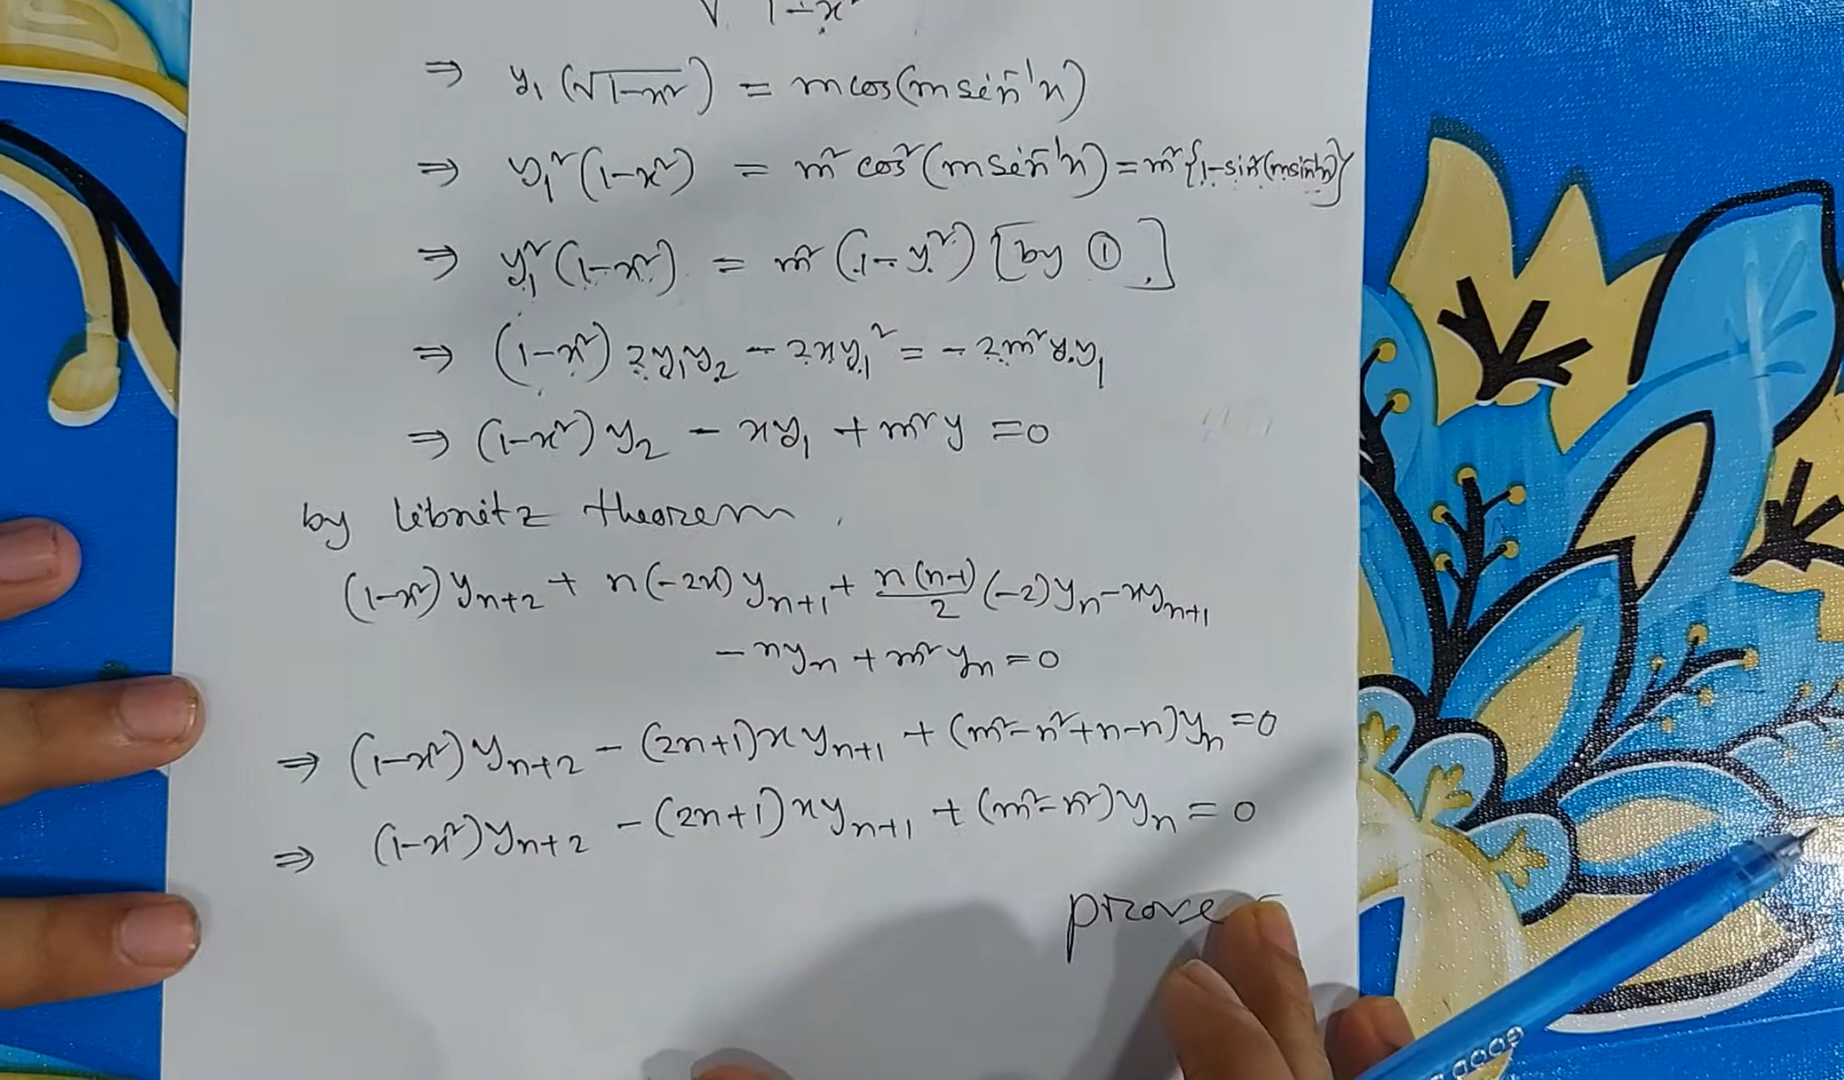 √ 1-x²
⇒ y₁(√1-x²) = m cos(m sin⁻¹x)
⇒ y₁²(1-x²) = m² cos²(m sin⁻¹x) = m²{1-sin²(m sin⁻¹x)}
⇒ y₁²(1-x²) = m²(1-y²) [by ①]
⇒ (1-x²) 2y₁y₂ - 2xy₁² = -2m²y.y₁
⇒ (1-x²) y₂ - xy₁ + m²y = 0
by libnitz theorem,
(1-x²) yₙ₊₂ + n(-2x) yₙ₊₁ + n(n-1)/2 (-2)yₙ - xyₙ₊₁
- nyₙ + m²yₙ = 0
⇒ (1-x²) yₙ₊₂ - (2n+1)x yₙ₊₁ + (m²-n²+n-n)yₙ = 0
⇒ (1-x²)yₙ₊₂ - (2n+1)xyₙ₊₁ + (m²-n²)yₙ = 0
prove